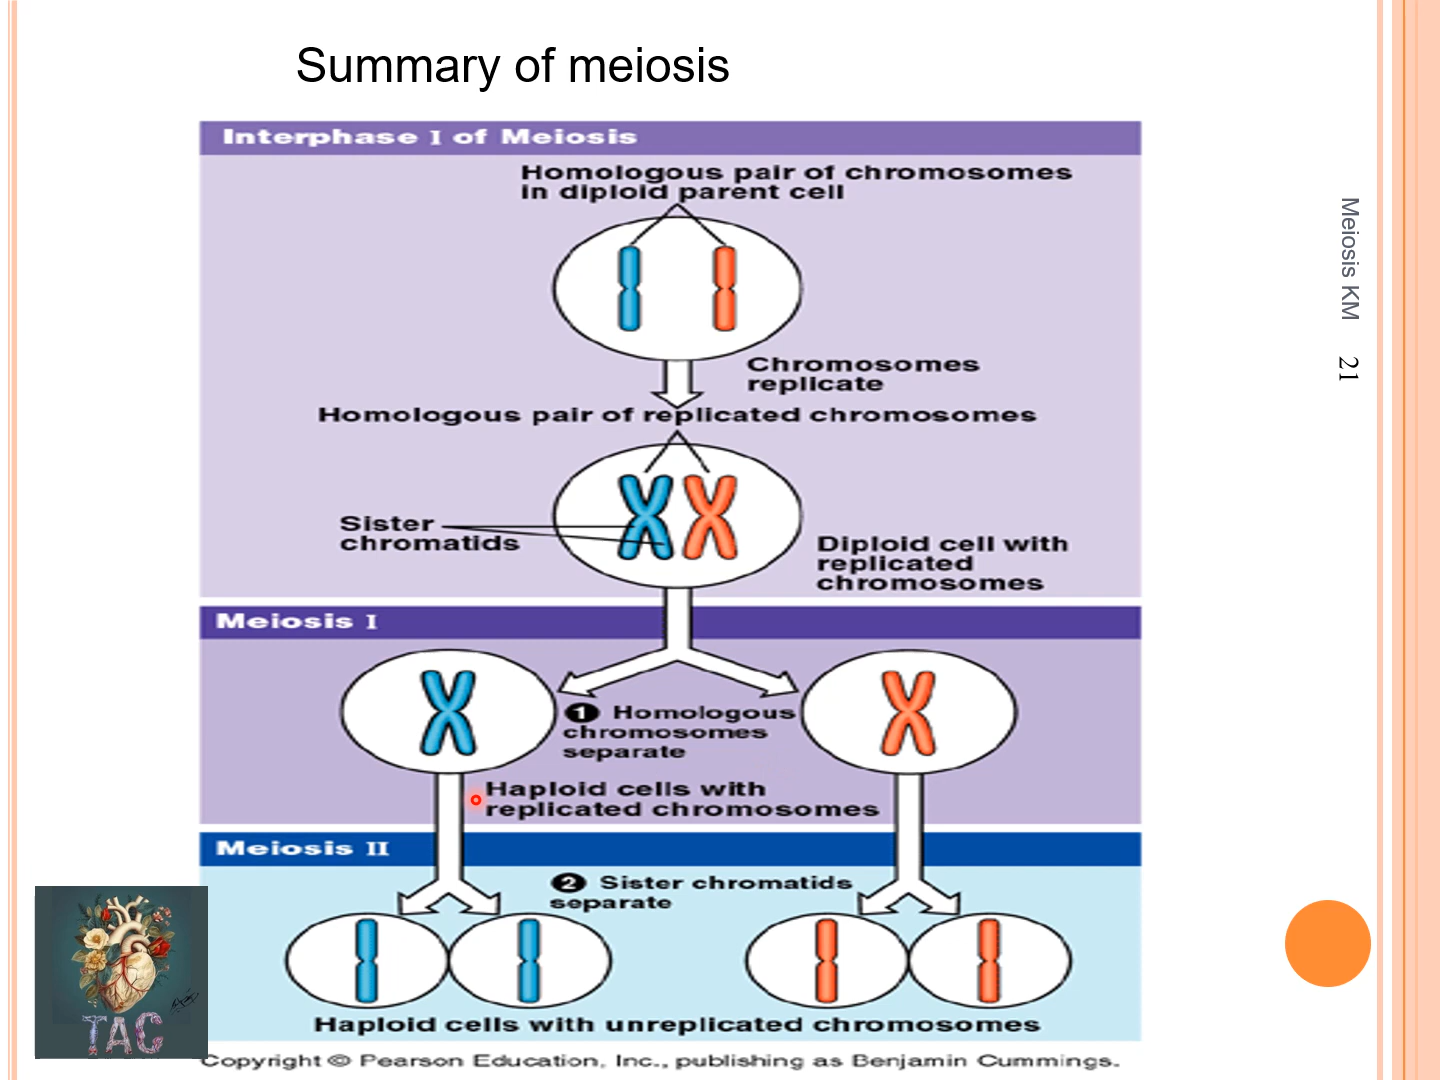 Summary of meiosis
Interphase I of Meiosis
Homologous pair of chromosomes
in diploid parent cell
Chromosomes
replicate
Homologous pair of replicated chromosomes
Sister
chromatids
Diploid cell with
replicated
chromosomes
Meiosis I
1 Homologous
chromosomes
separate
Haploid cells with
replicated chromosomes
Meiosis II
2 Sister chromatids
separate
Haploid cells with unreplicated chromosomes
Copyright © Pearson Education, Inc., publishing as Benjamin Cummings.
Meiosis KM
21
TAC